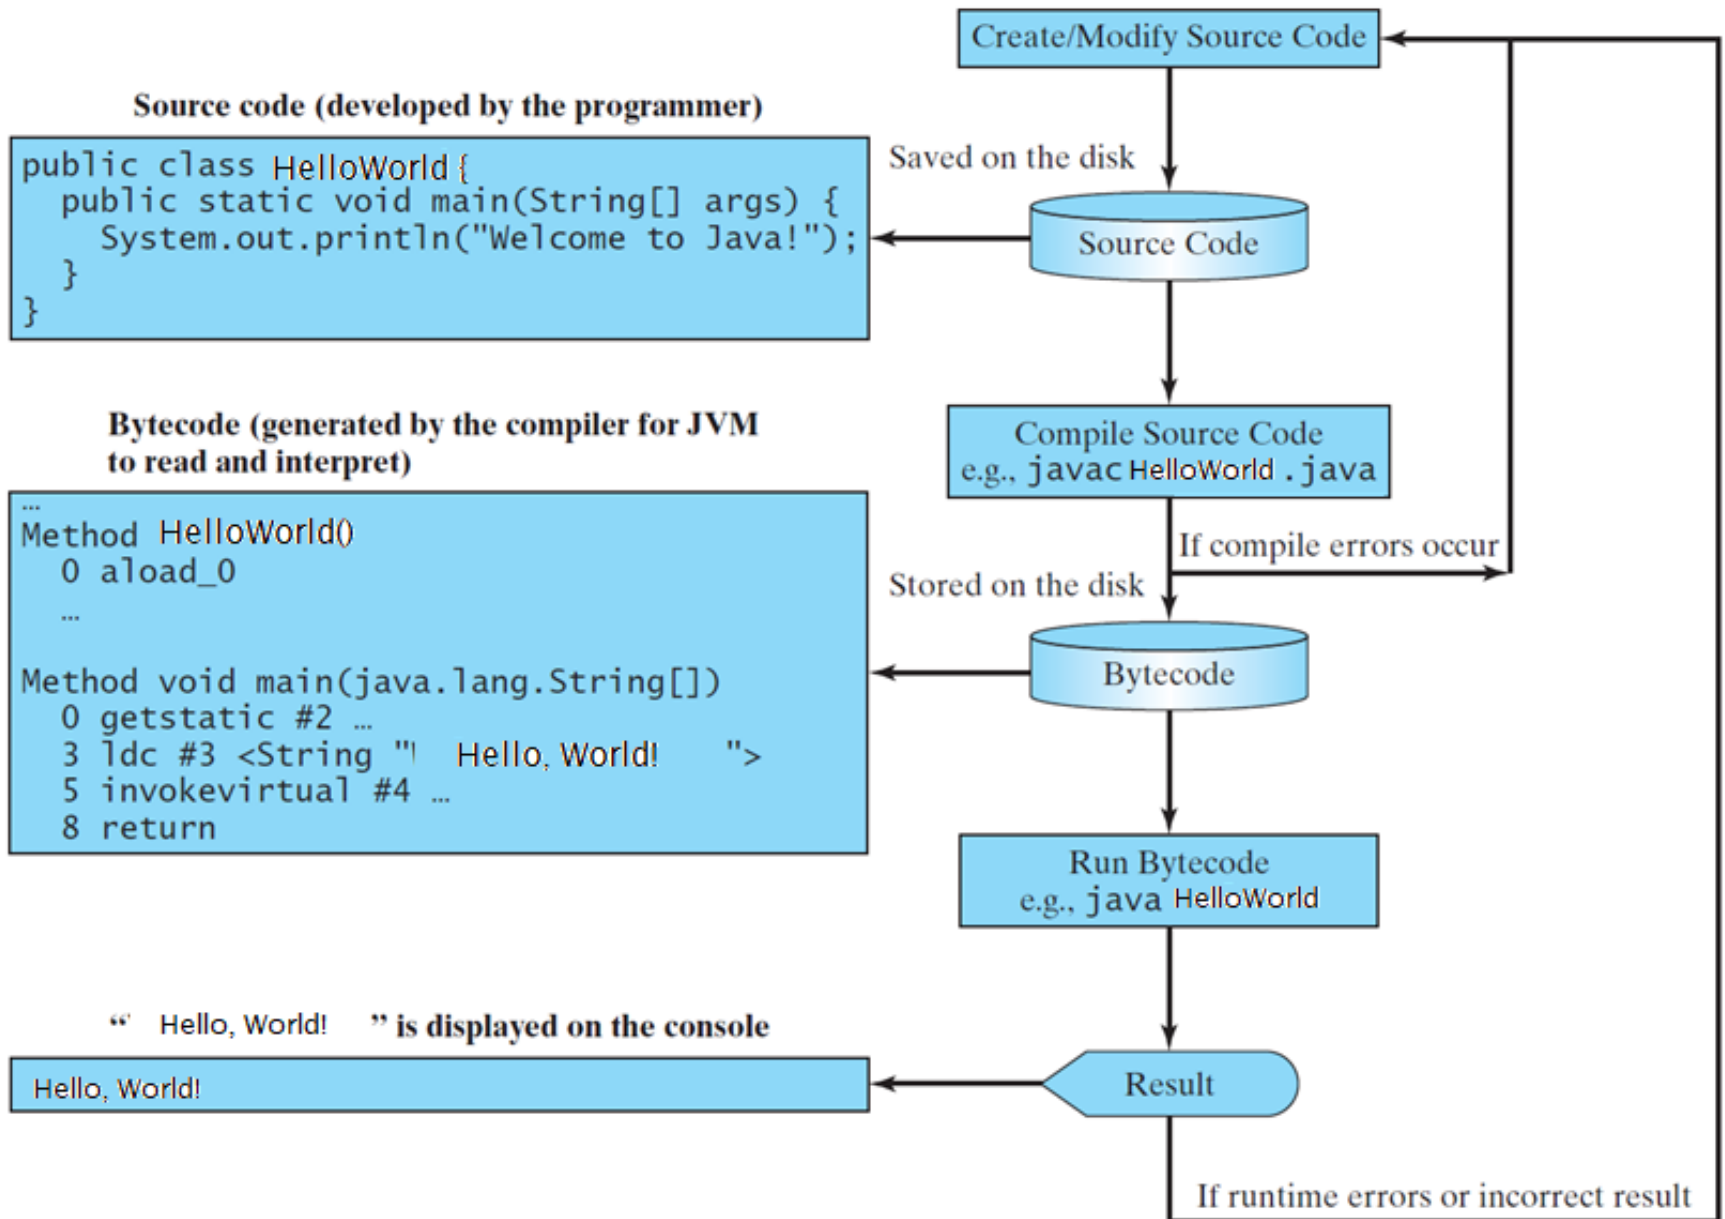 Create/Modify Source Code
Source code (developed by the programmer)
public class HelloWorld {
  public static void main(String[] args) {
    System.out.println("Welcome to Java!");
  }
}
Saved on the disk
Source Code
Compile Source Code
e.g., javac HelloWorld .java
If compile errors occur
Bytecode (generated by the compiler for JVM
to read and interpret)
…
Method HelloWorld()
  0 aload_0
  …
Method void main(java.lang.String[])
  0 getstatic #2 …
  3 ldc #3 <String " Hello, World! ">
  5 invokevirtual #4 …
  8 return
Stored on the disk
Bytecode
Run Bytecode
e.g., java HelloWorld
“ Hello, World! ” is displayed on the console
Hello, World!
Result
If runtime errors or incorrect result